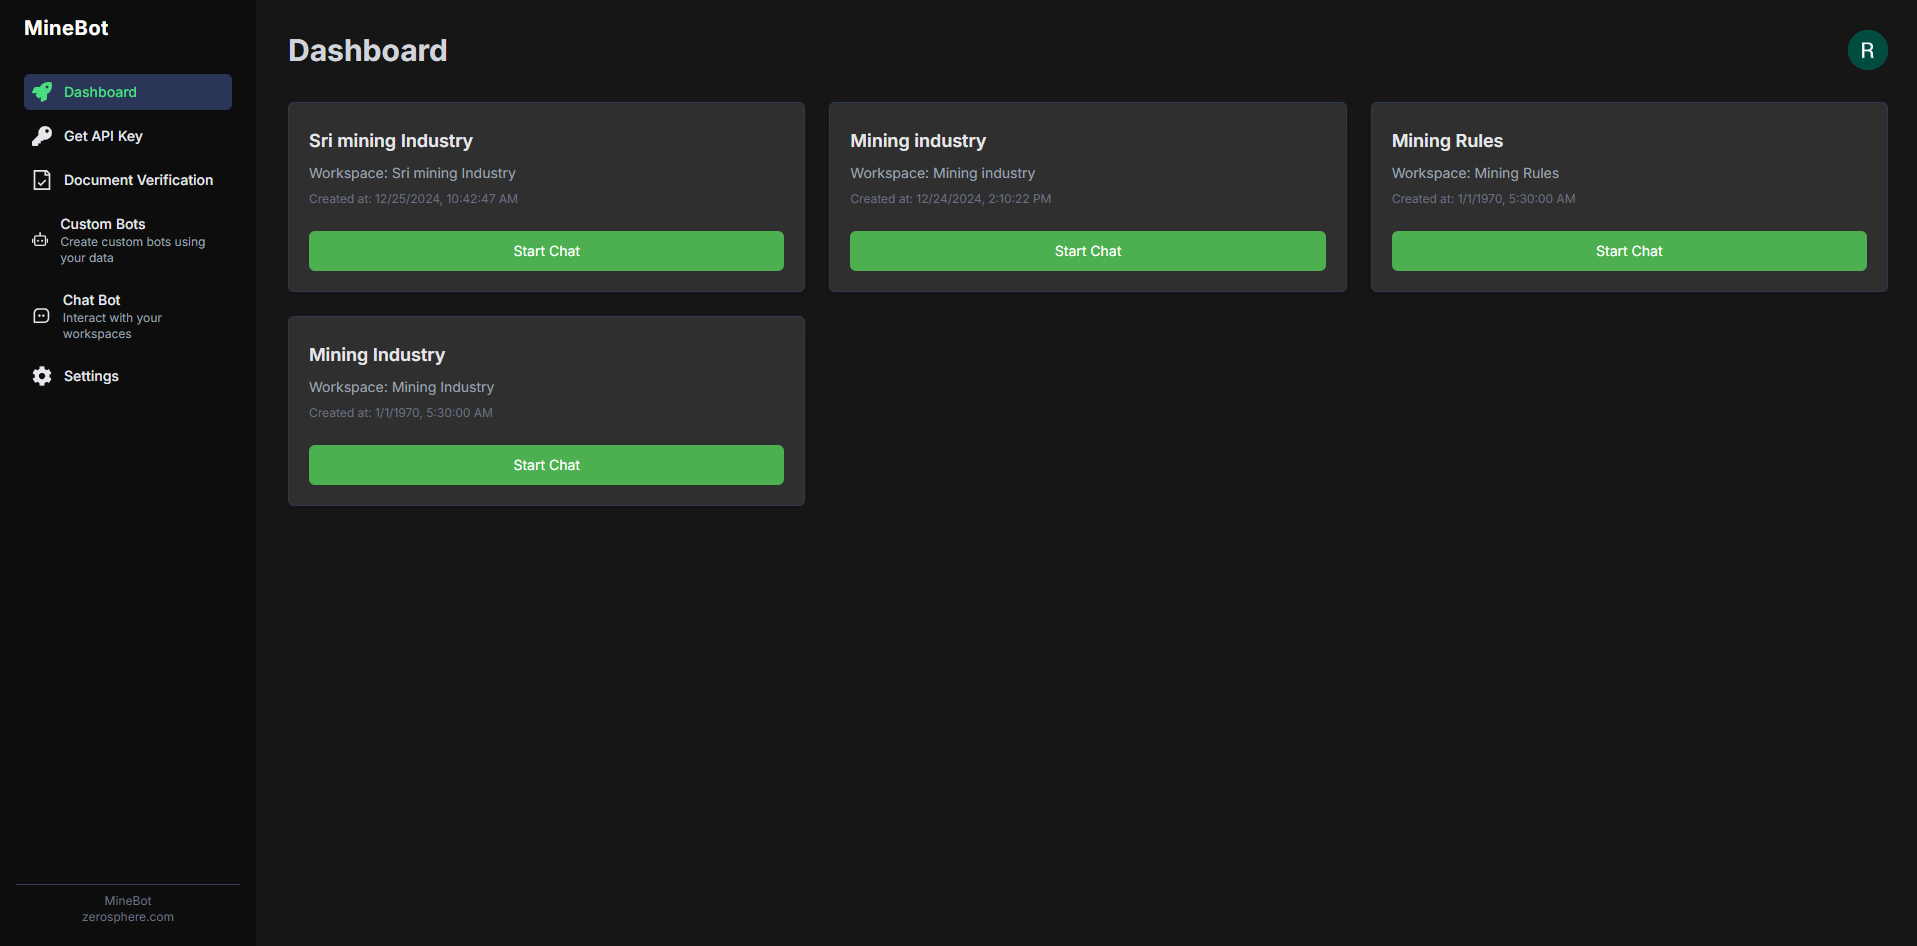 MineBot
Dashboard
Get API Key
Document Verification
Custom Bots
Create custom bots using
your data
Chat Bot
Interact with your
workspaces
Settings
MineBot
zerosphere.com
Dashboard
R
Sri mining Industry
Workspace: Sri mining Industry
Created at: 12/25/2024, 10:42:47 AM
Start Chat
Mining industry
Workspace: Mining industry
Created at: 12/24/2024, 2:10:22 PM
Start Chat
Mining Rules
Workspace: Mining Rules
Created at: 1/1/1970, 5:30:00 AM
Start Chat
Mining Industry
Workspace: Mining Industry
Created at: 1/1/1970, 5:30:00 AM
Start Chat